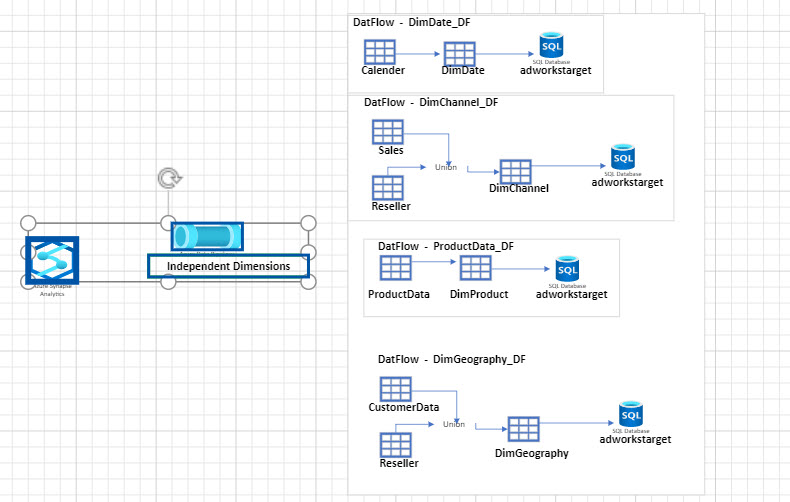 DatFlow - DimDate_DF
Calender
DimDate
SQL
SQL Database
adworkstarget
DatFlow - DimChannel_DF
Sales
Union
Reseller
DimChannel
SQL
SQL Database
adworkstarget
Independent Dimensions
Azure Synapse
Analytics
DatFlow - ProductData_DF
ProductData
DimProduct
SQL
SQL Database
adworkstarget
DatFlow - DimGeography_DF
CustomerData
Union
Reseller
DimGeography
SQL
SQL Database
adworkstarget